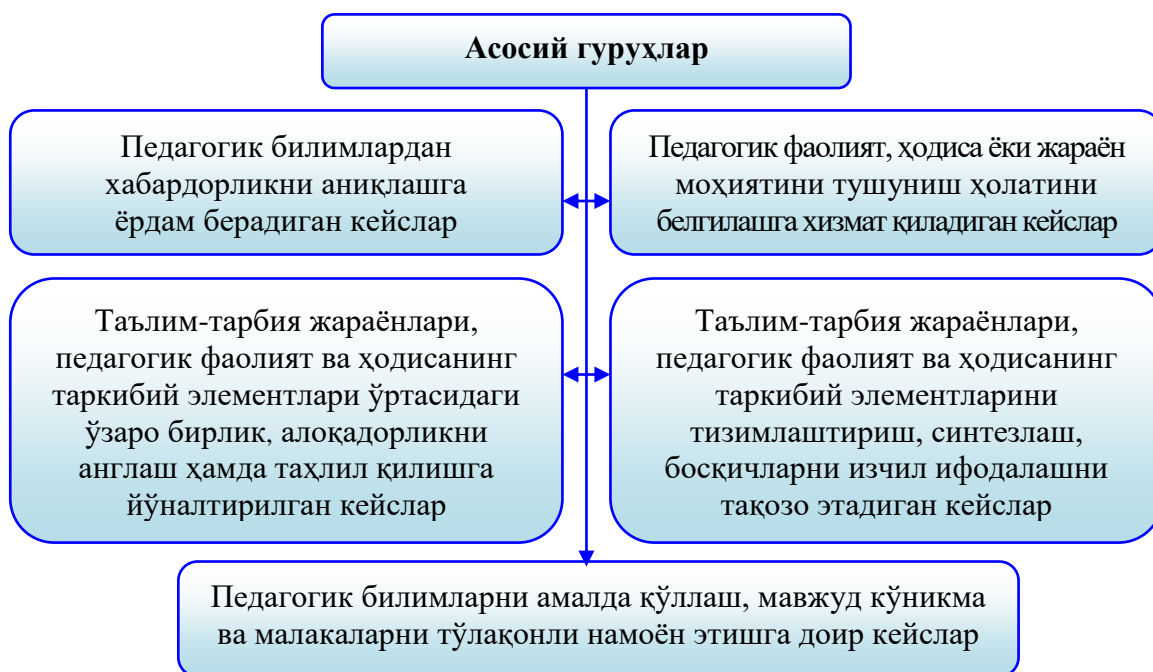 Асосий гуруҳлар
Педагогик билимлардан
хабардорликни аниқлашга
ёрдам берадиган кейслар
Педагогик фаолият, ҳодиса ёки жараён
моҳиятини тушуниш ҳолатини
белгилашга хизмат қиладиган кейслар
Таълим-тарбия жараёнлари,
педагогик фаолият ва ҳодисанинг
таркибий элементлари ўртасидаги
ўзаро бирлик, алоқадорликни
англаш ҳамда таҳлил қилишга
йўналтирилган кейслар
Таълим-тарбия жараёнлари,
педагогик фаолият ва ҳодисанинг
таркибий элементларини
тизимлаштириш, синтезлаш,
босқичларни изчил ифодалашни
тақозо этадиган кейслар
Педагогик билимларни амалда қўллаш, мавжуд кўникма
ва малакаларни тўлақонли намоён этишга доир кейслар